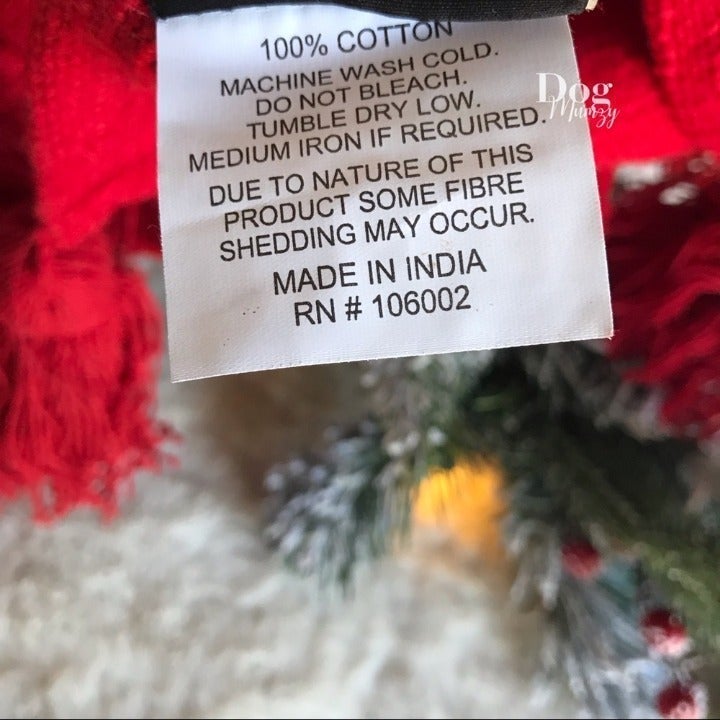 100% COTTON
MACHINE WASH COLD.
DO NOT BLEACH.
TUMBLE DRY LOW.
MEDIUM IRON IF REQUIRED.
DUE TO NATURE OF THIS
PRODUCT SOME FIBRE
SHEDDING MAY OCCUR.
MADE IN INDIA
RN # 106002
Dog
Mumzy